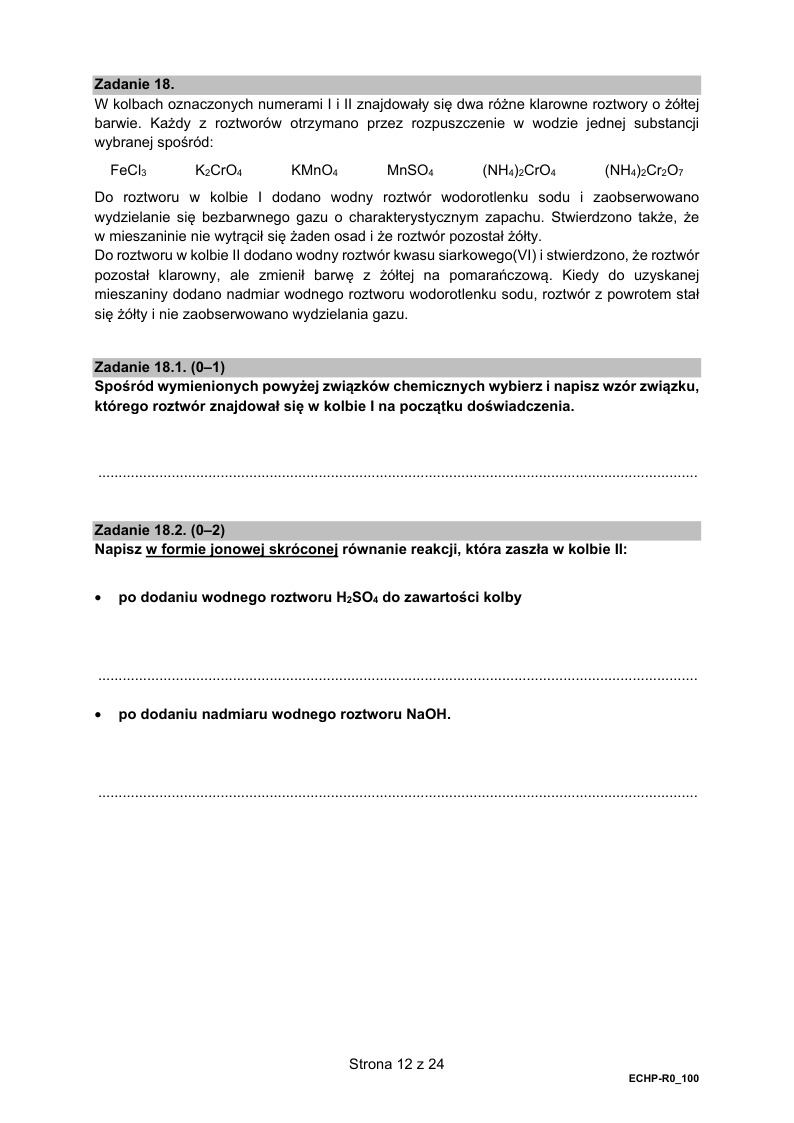 Zadanie 18.
W kolbach oznaczonych numerami I i II znajdowały się dwa różne klarowne roztwory o żółtej
barwie. Każdy z roztworów otrzymano przez rozpuszczenie w wodzie jednej substancji
wybranej spośród:
FeCl₃ K₂CrO₄ KMnO₄ MnSO₄ (NH₄)₂CrO₄ (NH₄)₂Cr₂O₇
Do roztworu w kolbie I dodano wodny roztwór wodorotlenku sodu i zaobserwowano
wydzielanie się bezbarwnego gazu o charakterystycznym zapachu. Stwierdzono także, że
w mieszaninie nie wytrącił się żaden osad i że roztwór pozostał żółty.
Do roztworu w kolbie II dodano wodny roztwór kwasu siarkowego(VI) i stwierdzono, że roztwór
pozostał klarowny, ale zmienił barwę z żółtej na pomarańczową. Kiedy do uzyskanej
mieszaniny dodano nadmiar wodnego roztworu wodorotlenku sodu, roztwór z powrotem stał
się żółty i nie zaobserwowano wydzielania gazu.
Zadanie 18.1. (0–1)
Spośród wymienionych powyżej związków chemicznych wybierz i napisz wzór związku,
którego roztwór znajdował się w kolbie I na początku doświadczenia.
Zadanie 18.2. (0–2)
Napisz w formie jonowej skróconej równanie reakcji, która zaszła w kolbie II:
• po dodaniu wodnego roztworu H₂SO₄ do zawartości kolby
• po dodaniu nadmiaru wodnego roztworu NaOH.
Strona 12 z 24
ECHP-R0_100